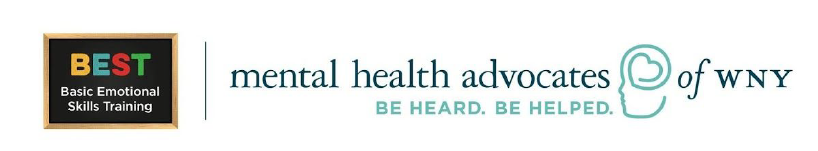 BEST
Basic Emotional
Skills Training
mental health advocates of WNY
BE HEARD. BE HELPED.